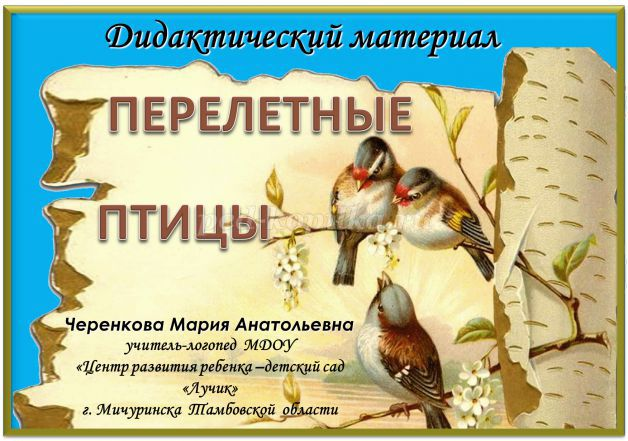 Дидактический материал
ПЕРЕЛЕТНЫЕ
ПТИЦЫ
Черенкова Мария Анатольевна
учитель-логопед МДОУ
«Центр развития ребенка –детский сад
«Лучик»
г. Мичуринска Тамбовской области